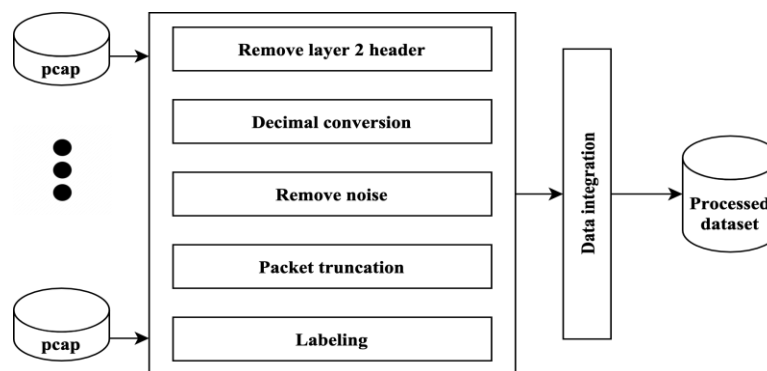 pcap
pcap
Remove layer 2 header
Decimal conversion
Remove noise
Packet truncation
Labeling
Data integration
Processed
dataset